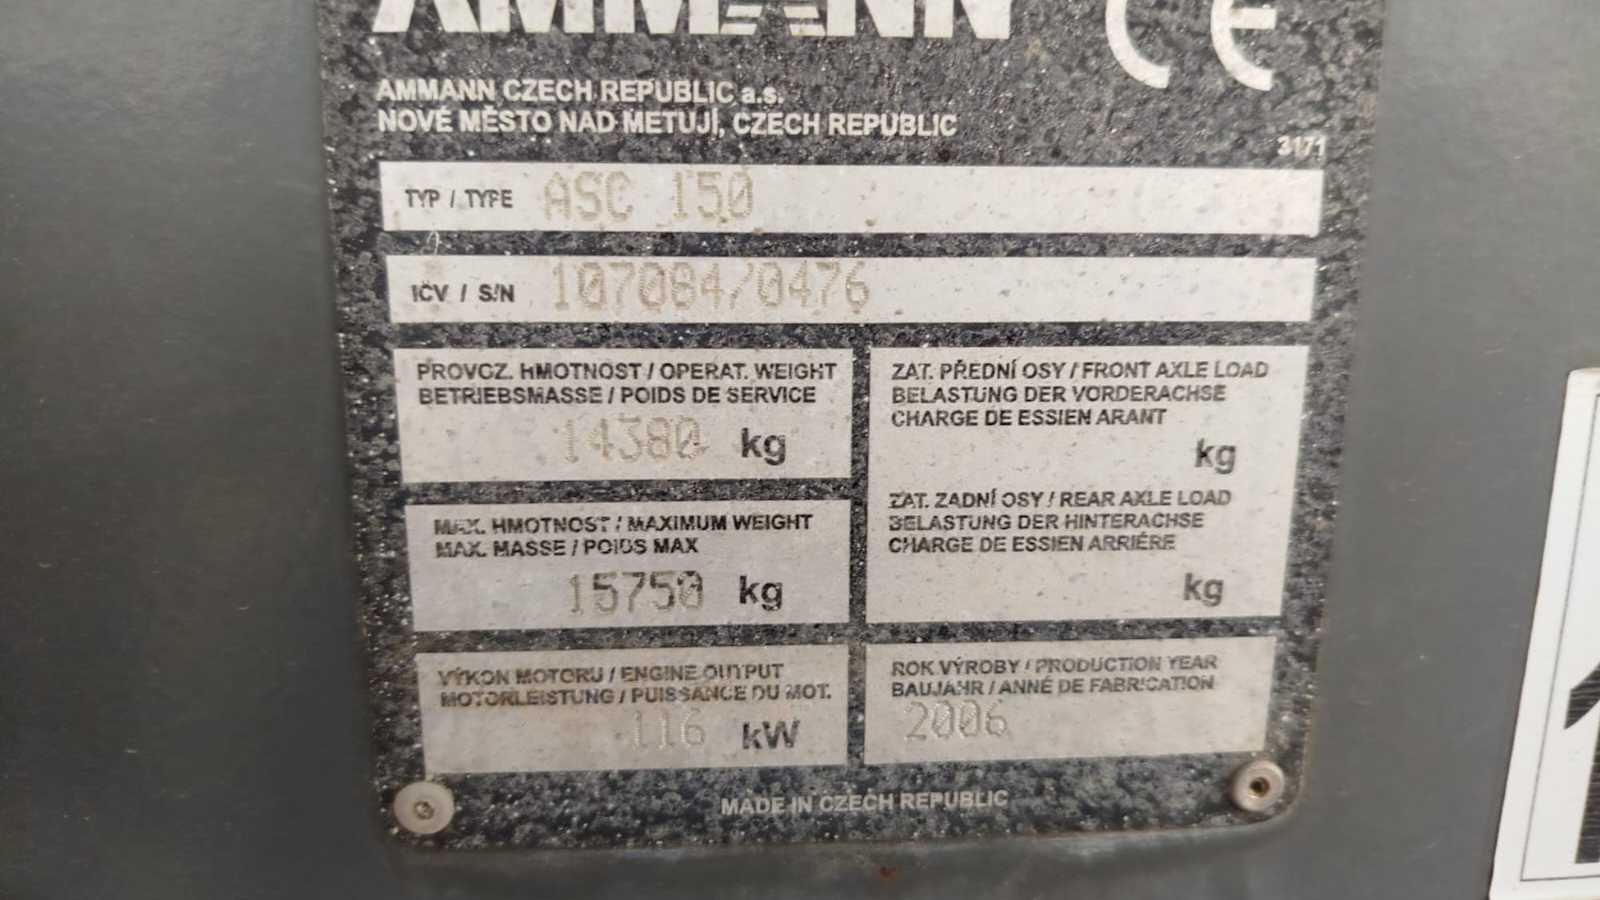 AMMANN CE
AMMANN CZECH REPUBLIC a.s.
NOVÉ MĚSTO NAD METUJÍ, CZECH REPUBLIC
3171
TYP / TYPE ASC 150
IČV / S/N 107084/0476
PROVOZ. HMOTNOST / OPERAT. WEIGHT
BETRIEBSMASSE / POIDS DE SERVICE
14380 kg
MAX. HMOTNOST / MAXIMUM WEIGHT
MAX. MASSE / POIDS MAX
15750 kg
VÝKON MOTORU / ENGINE OUTPUT
MOTORLEISTUNG / PUISSANCE DU MOT.
116 kW
ZAT. PŘEDNÍ OSY / FRONT AXLE LOAD
BELASTUNG DER VORDERACHSE
CHARGE DE ESSIEN ARANT
kg
ZAT. ZADNÍ OSY / REAR AXLE LOAD
BELASTUNG DER HINTERACHSE
CHARGE DE ESSIEN ARRIÉRE
kg
ROK VÝROBY / PRODUCTION YEAR
BAUJAHR / ANNÉ DE FABRICATION
2006
MADE IN CZECH REPUBLIC